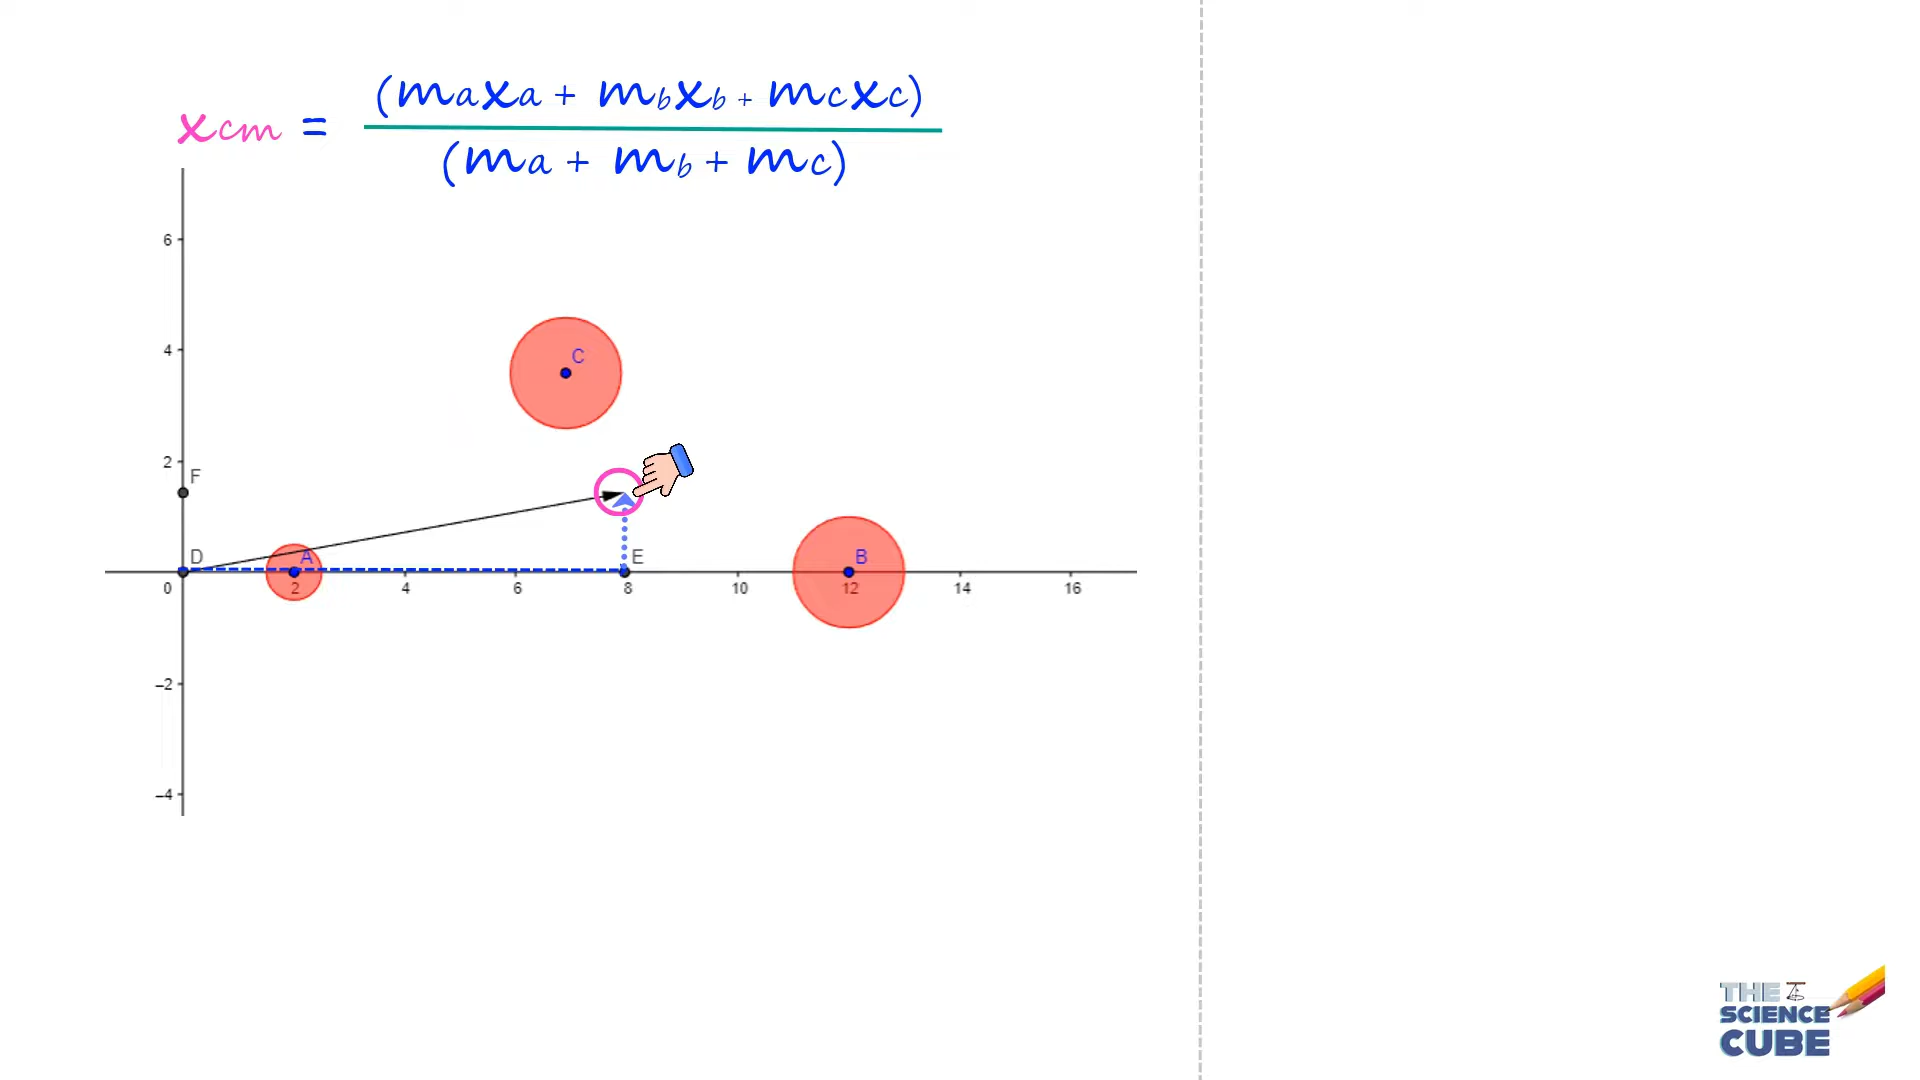 xcm = (maxa + mbxb + mcxc)
(ma + mb + mc)
6
4
C
2
F
D
A
E
B
0
2
4
6
8
10
12
14
16
–2
–4
THE
SCIENCE
CUBE